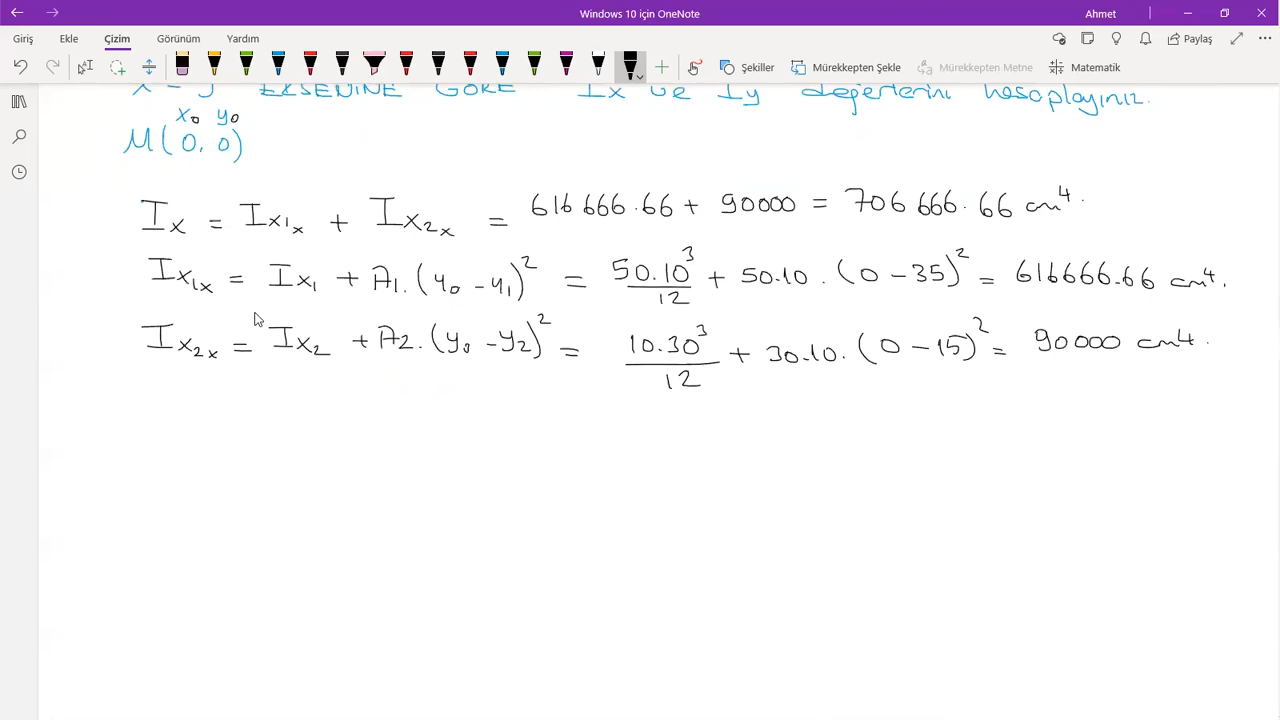 Windows 10 için OneNote
Ahmet
Giriş Ekle Çizim Görünüm Yardım
Paylaş
Şekiller Mürekkepten Şekle Mürekkepten Metne Matematik
x - y EKSENİNE GÖRE Ix ve Iy değerlerini hesaplayınız.
x₀ y₀
M(0, 0)
Iₓ = Iₓ₁ₓ + Iₓ₂ₓ = 616 666.66 + 90000 = 706 666.66 cm⁴.
Iₓ₁ₓ = Iₓ₁ + A₁.(y₀ - y₁)² = 50.10³/12 + 50.10.(0 - 35)² = 616666.66 cm⁴.
Iₓ₂ₓ = Iₓ₂ + A₂.(y₀ - y₂)² = 10.30³/12 + 30.10.(0 - 15)² = 90000 cm⁴.